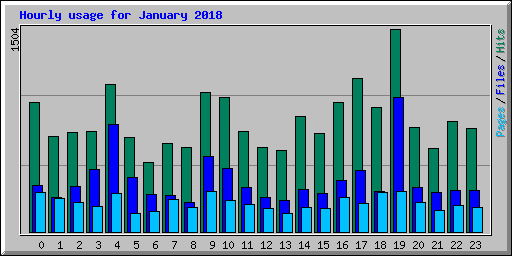 Hourly usage for January 2018
1504
Pages/Files/Hits
0 1 2 3 4 5 6 7 8 9 10 11 12 13 14 15 16 17 18 19 20 21 22 23